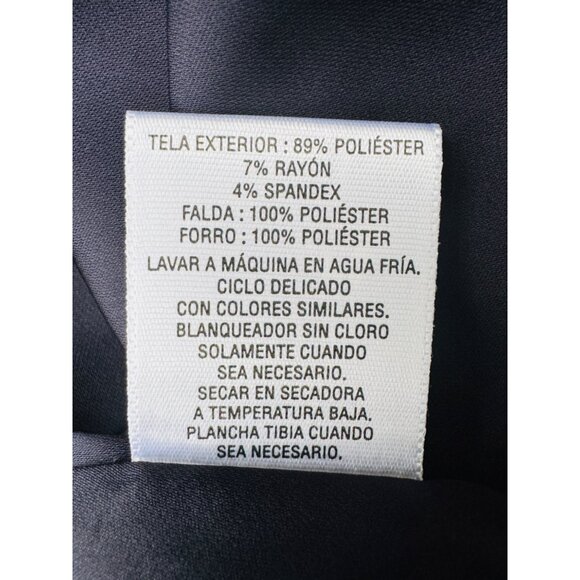 TELA EXTERIOR : 89% POLIÉSTER
7% RAYÓN
4% SPANDEX
FALDA : 100% POLIÉSTER
FORRO : 100% POLIÉSTER
LAVAR A MÁQUINA EN AGUA FRÍA.
CICLO DELICADO
CON COLORES SIMILARES.
BLANQUEADOR SIN CLORO
SOLAMENTE CUANDO
SEA NECESARIO.
SECAR EN SECADORA
A TEMPERATURA BAJA.
PLANCHA TIBIA CUANDO
SEA NECESARIO.